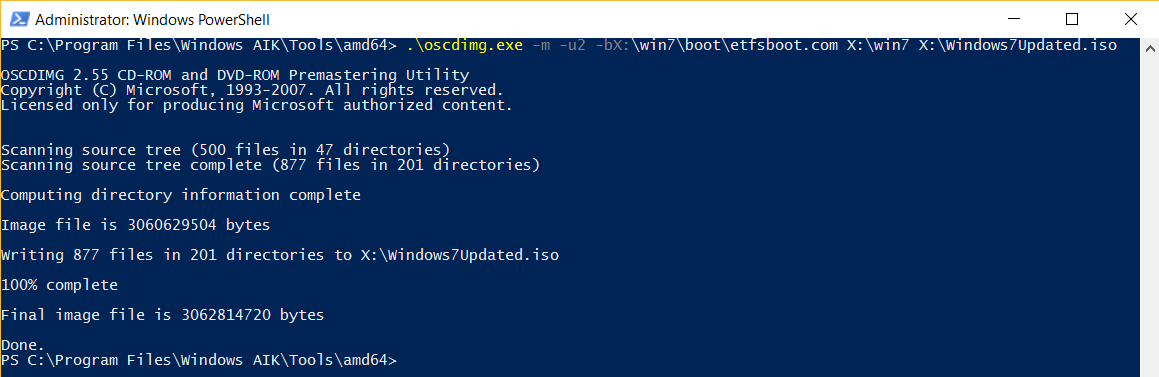 Administrator: Windows PowerShell
PS C:\Program Files\Windows AIK\Tools\amd64> .\oscdimg.exe -m -u2 -bX:\win7\boot\etfsboot.com X:\win7 X:\Windows7Updated.iso
OSCDIMG 2.55 CD-ROM and DVD-ROM Premastering Utility
Copyright (C) Microsoft, 1993-2007. All rights reserved.
Licensed only for producing Microsoft authorized content.
Scanning source tree (500 files in 47 directories)
Scanning source tree complete (877 files in 201 directories)
Computing directory information complete
Image file is 3060629504 bytes
Writing 877 files in 201 directories to X:\Windows7Updated.iso
100% complete
Final image file is 3062814720 bytes
Done.
PS C:\Program Files\Windows AIK\Tools\amd64>